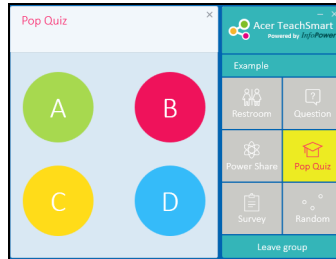 Pop Quiz
A
B
C
D
Acer TeachSmart
Powered by InfoPower
Example
Restroom
Question
Power Share
Pop Quiz
Survey
Random
Leave group